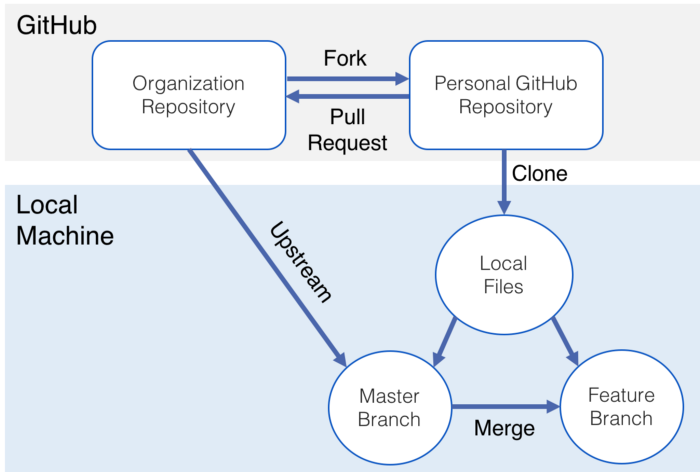 GitHub
Organization
Repository
Fork
Pull
Request
Personal GitHub
Repository
Clone
Local
Machine
Upstream
Local
Files
Master
Branch
Merge
Feature
Branch